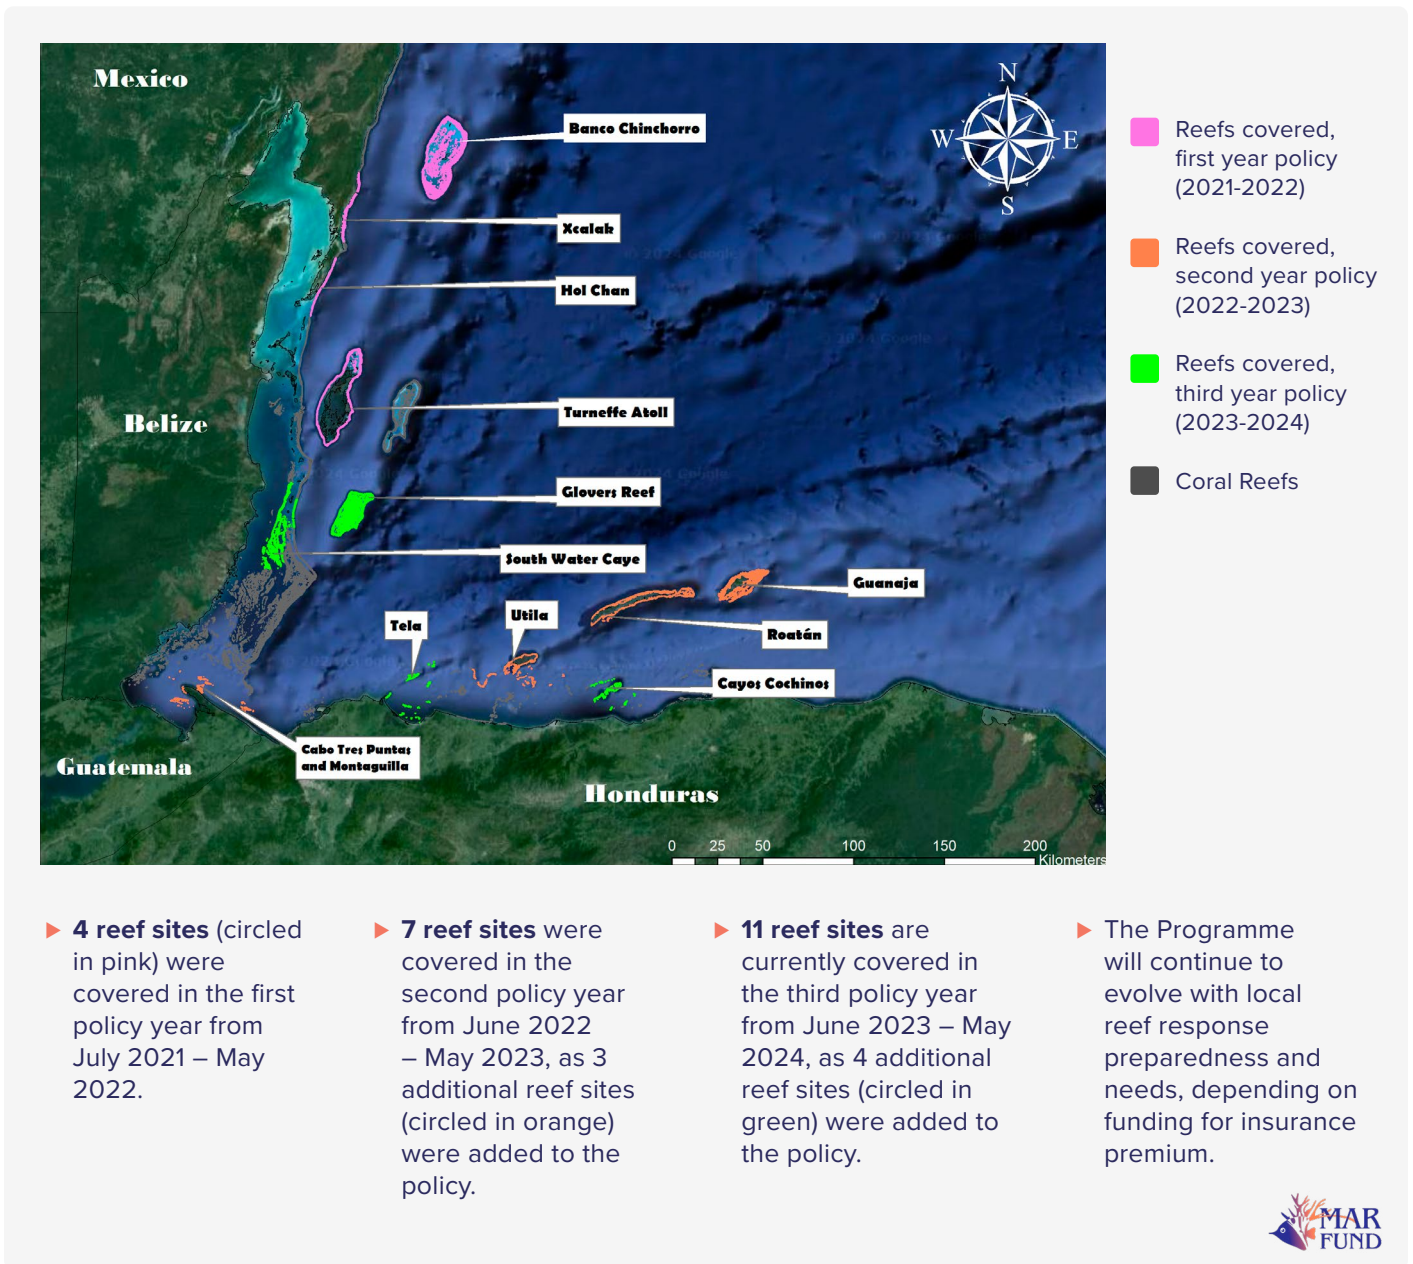 Mexico
Banco Chinchorro
Xcalak
Hol Chan
Belize
Turneffe Atoll
Glovers Reef
South Water Caye
Guanaja
Utila
Tela
Roatán
Cayos Cochinos
Cabo Tres Puntas
and Montaguilla
Guatemala
Honduras
N
W
E
S
0 25 50 100 150 200
Kilometers
Reefs covered,
first year policy
(2021-2022)
Reefs covered,
second year policy
(2022-2023)
Reefs covered,
third year policy
(2023-2024)
Coral Reefs
4 reef sites (circled
in pink) were
covered in the first
policy year from
July 2021 – May
2022.
7 reef sites were
covered in the
second policy year
from June 2022
– May 2023, as 3
additional reef sites
(circled in orange)
were added to the
policy.
11 reef sites are
currently covered in
the third policy year
from June 2023 – May
2024, as 4 additional
reef sites (circled in
green) were added to
the policy.
The Programme
will continue to
evolve with local
reef response
preparedness and
needs, depending on
funding for insurance
premium.
MAR
FUND